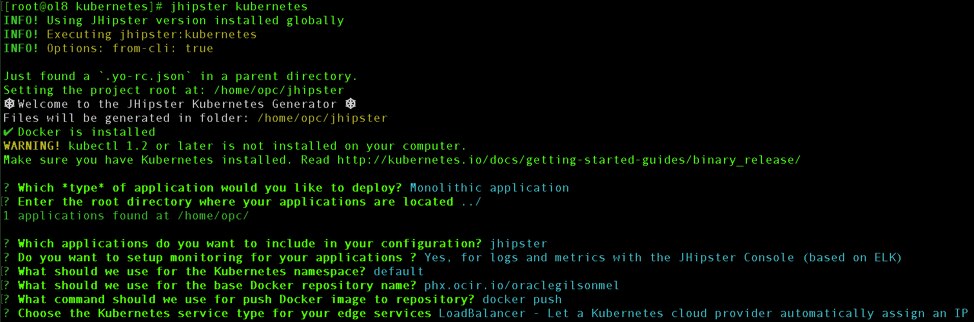 [[root@ol8 kubernetes]# jhipster kubernetes
INFO! Using JHipster version installed globally
INFO! Executing jhipster:kubernetes
INFO! Options: from-cli: true
Just found a `.yo-rc.json` in a parent directory.
Setting the project root at: /home/opc/jhipster
⎈Welcome to the JHipster Kubernetes Generator ⎈
Files will be generated in folder: /home/opc/jhipster
✔ Docker is installed
WARNING! kubectl 1.2 or later is not installed on your computer.
Make sure you have Kubernetes installed. Read http://kubernetes.io/docs/getting-started-guides/binary_release/
? Which *type* of application would you like to deploy? Monolithic application
? Enter the root directory where your applications are located ../
1 applications found at /home/opc/
? Which applications do you want to include in your configuration? jhipster
? Do you want to setup monitoring for your applications ? Yes, for logs and metrics with the JHipster Console (based on ELK)
? What should we use for the Kubernetes namespace? default
? What should we use for the base Docker repository name? phx.ocir.io/oraclegilsonmel
? What command should we use for push Docker image to repository? docker push
? Choose the Kubernetes service type for your edge services LoadBalancer - Let a Kubernetes cloud provider automatically assign an IP